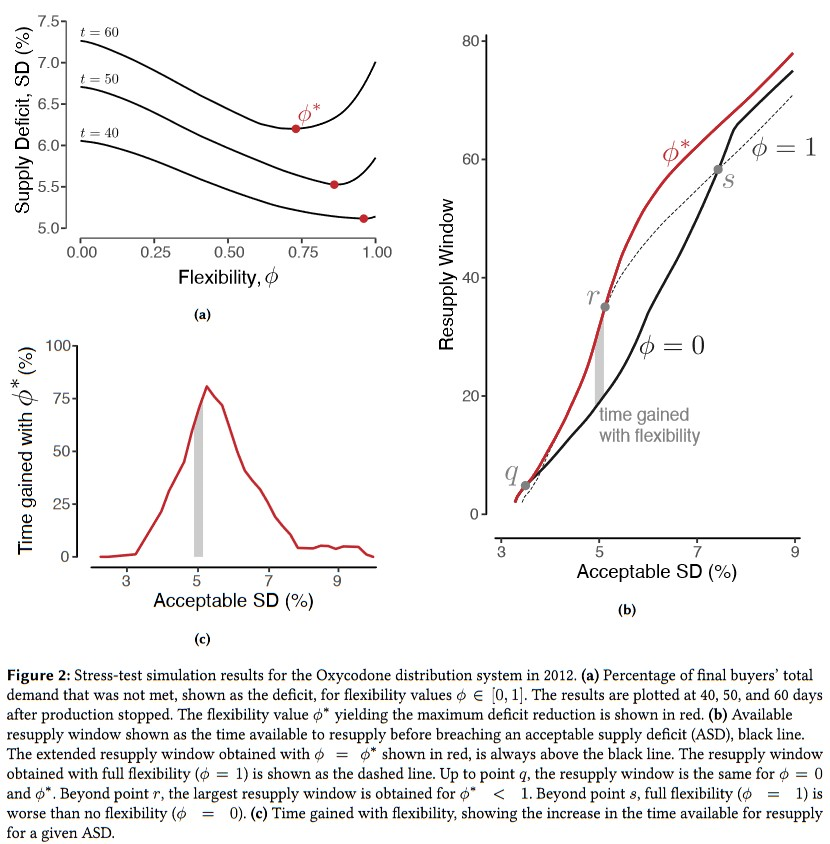 7.5
7.0
6.5
6.0
5.5
5.0
Supply Deficit, SD (%)
t = 60
t = 50
t = 40
ϕ*
0.00 0.25 0.50 0.75 1.00
Flexibility, ϕ
(a)
100
75
50
25
0
Time gained with ϕ* (%)
3 5 7 9
Acceptable SD (%)
(c)
80
60
40
20
0
Resupply Window
ϕ*
ϕ = 1
s
r
ϕ = 0
time gained
with flexibility
q
3 5 7 9
Acceptable SD (%)
(b)
Figure 2: Stress-test simulation results for the Oxycodone distribution system in 2012. (a) Percentage of final buyers’ total
demand that was not met, shown as the deficit, for flexibility values ϕ ∈ [0, 1]. The results are plotted at 40, 50, and 60 days
after production stopped. The flexibility value ϕ* yielding the maximum deficit reduction is shown in red. (b) Available
resupply window shown as the time available to resupply before breaching an acceptable supply deficit (ASD), black line.
The extended resupply window obtained with ϕ = ϕ* shown in red, is always above the black line. The resupply window
obtained with full flexibility (ϕ = 1) is shown as the dashed line. Up to point q, the resupply window is the same for ϕ = 0
and ϕ*. Beyond point r, the largest resupply window is obtained for ϕ* < 1. Beyond point s, full flexibility (ϕ = 1) is
worse than no flexibility (ϕ = 0). (c) Time gained with flexibility, showing the increase in the time available for resupply
for a given ASD.